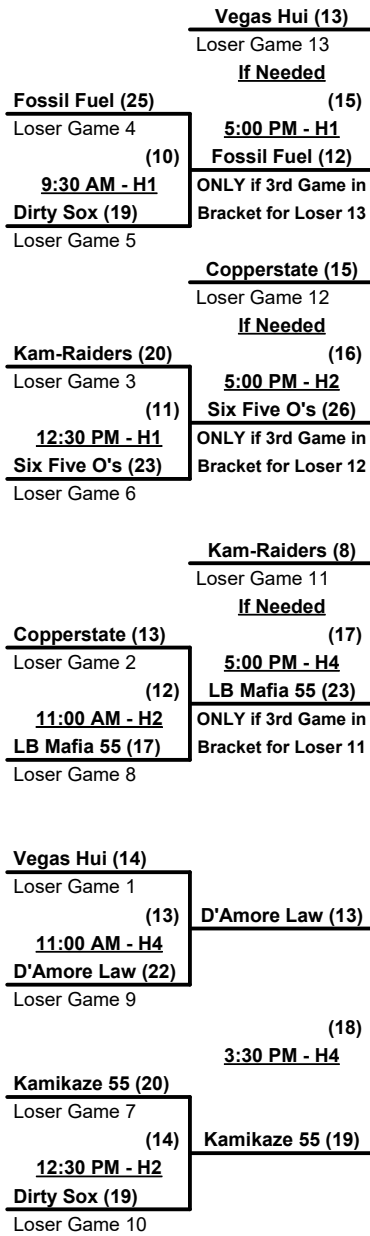 Vegas Hui (13)
Loser Game 13
If Needed
Fossil Fuel (25) (15)
Loser Game 4 5:00 PM - H1
(10) Fossil Fuel (12)
9:30 AM - H1 ONLY if 3rd Game in
Dirty Sox (19) Bracket for Loser 13
Loser Game 5
Copperstate (15)
Loser Game 12
If Needed
Kam-Raiders (20) (16)
Loser Game 3 5:00 PM - H2
(11) Six Five O's (26)
12:30 PM - H1 ONLY if 3rd Game in
Six Five O's (23) Bracket for Loser 12
Loser Game 6
Kam-Raiders (8)
Loser Game 11
If Needed
Copperstate (13) (17)
Loser Game 2 5:00 PM - H4
(12) LB Mafia 55 (23)
11:00 AM - H2 ONLY if 3rd Game in
LB Mafia 55 (17) Bracket for Loser 11
Loser Game 8
Vegas Hui (14)
Loser Game 1
(13) D'Amore Law (13)
11:00 AM - H4
D'Amore Law (22)
Loser Game 9
(18)
3:30 PM - H4
Kamikaze 55 (20)
Loser Game 7
(14) Kamikaze 55 (19)
12:30 PM - H2
Dirty Sox (19)
Loser Game 10